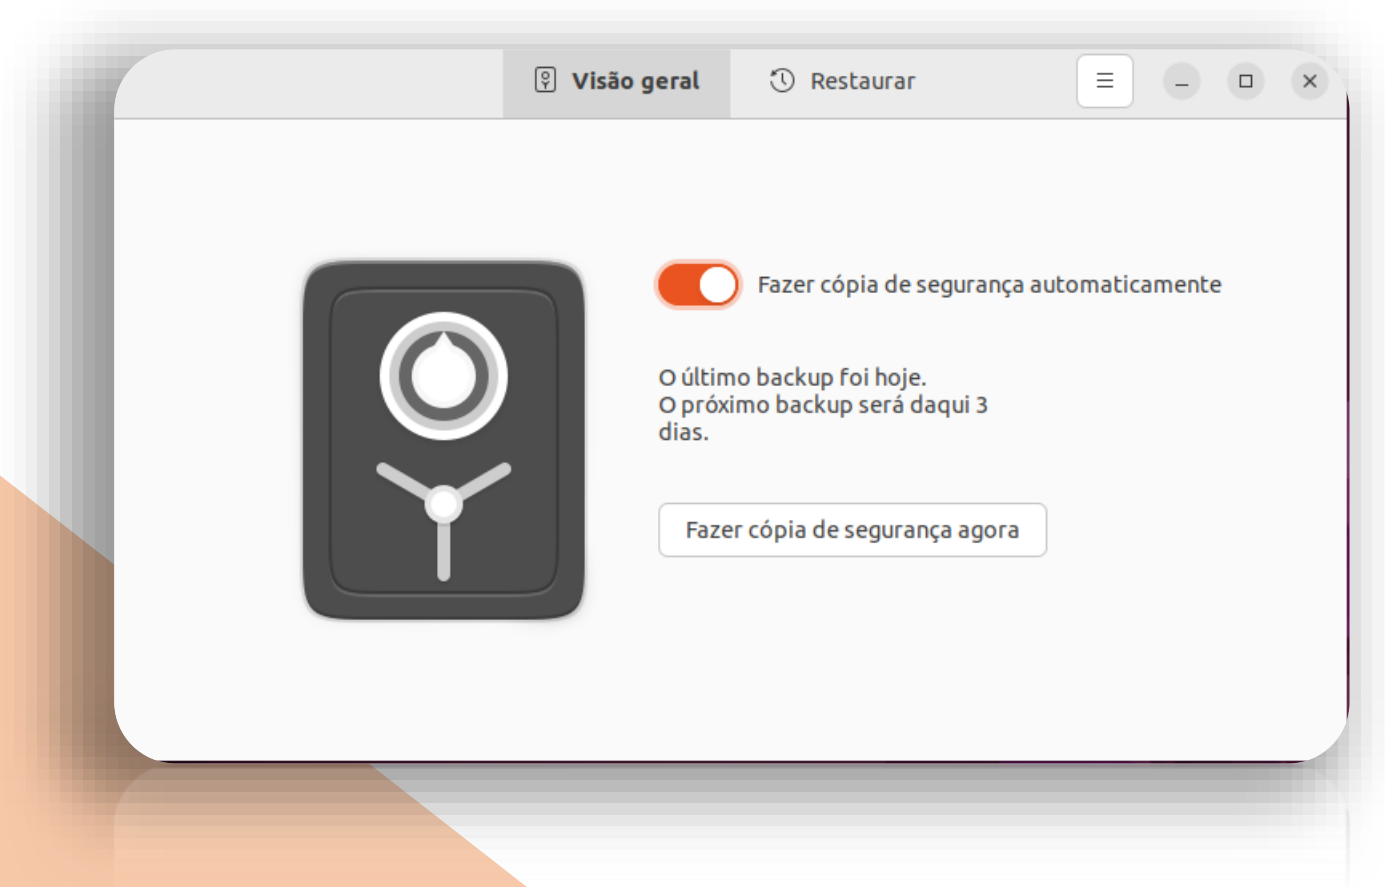 Visão geral
Restaurar
Fazer cópia de segurança automaticamente
O último backup foi hoje.
O próximo backup será daqui 3
dias.
Fazer cópia de segurança agora